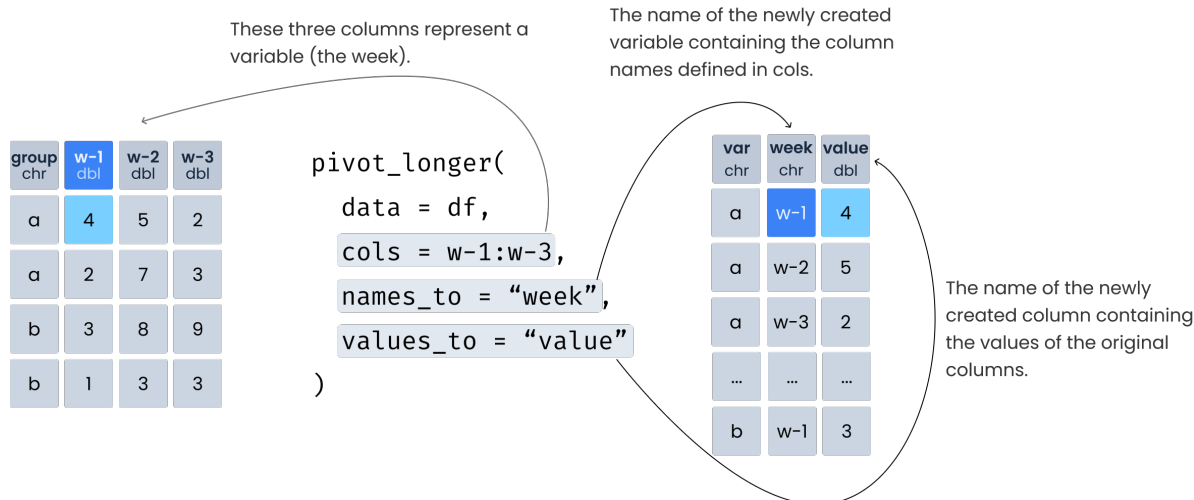 These three columns represent a
variable (the week).
The name of the newly created
variable containing the column
names defined in cols.
group w-1 w-2 w-3
chr dbl dbl dbl
a 4 5 2
a 2 7 3
b 3 8 9
b 1 3 3
pivot_longer(
data = df,
cols = w-1:w-3,
names_to = “week”,
values_to = “value”
)
var week value
chr chr dbl
a w-1 4
a w-2 5
a w-3 2
... ... ...
b w-1 3
The name of the newly
created column containing
the values of the original
columns.